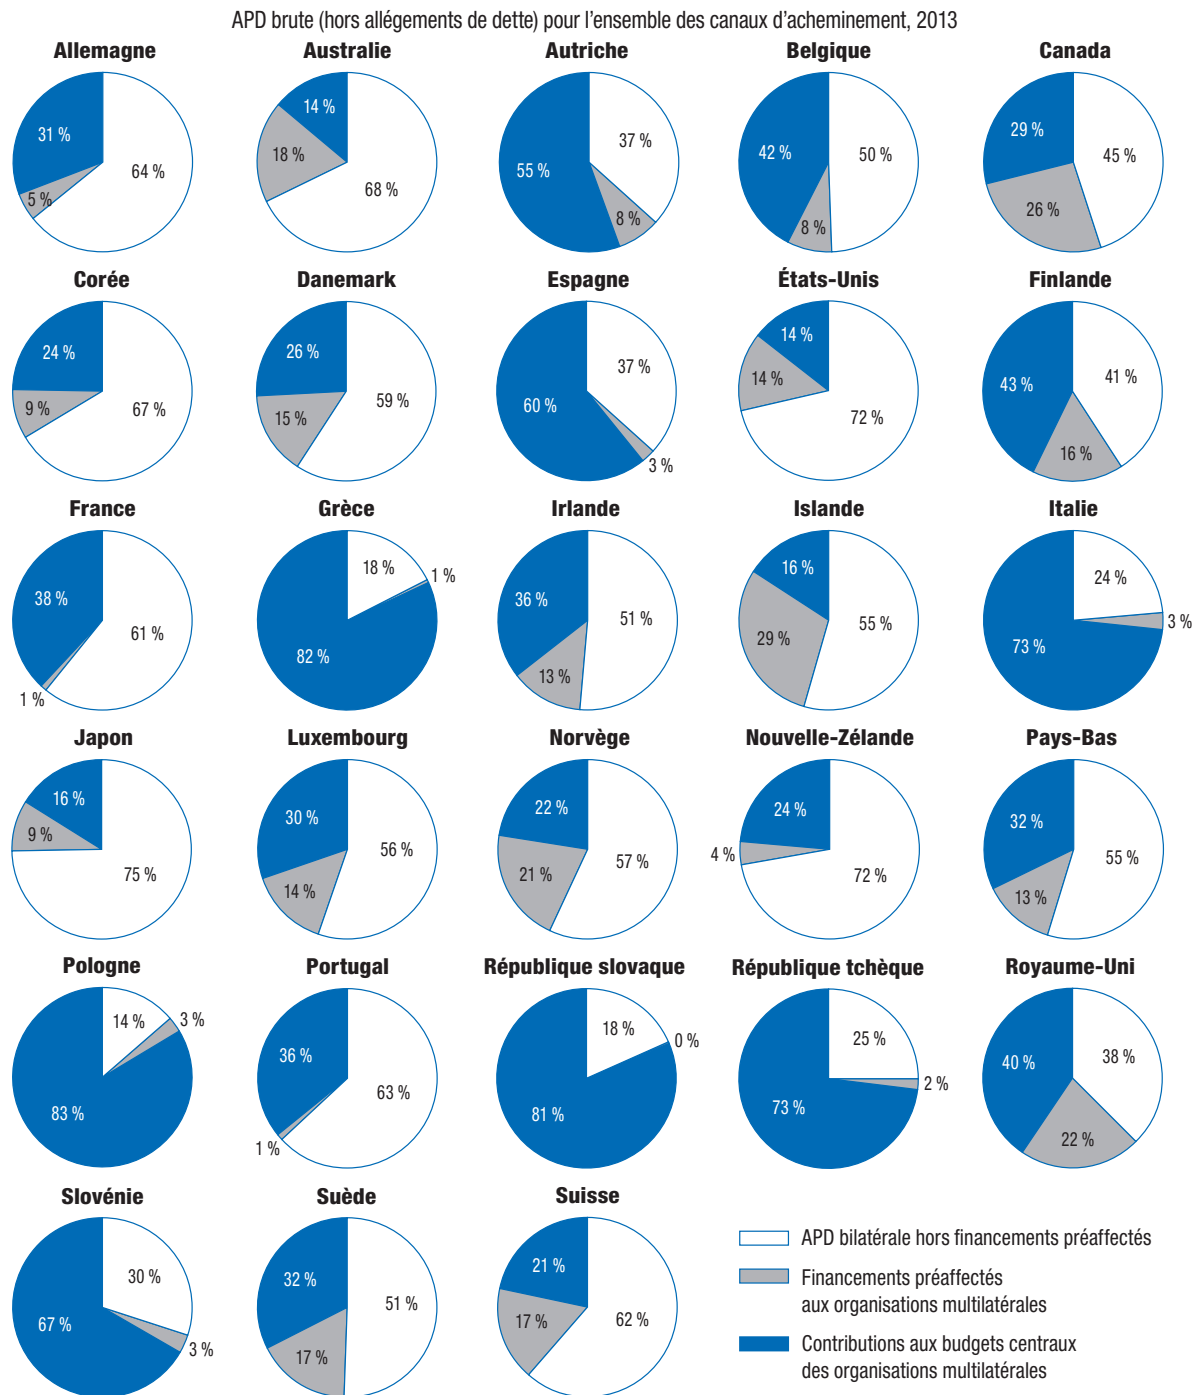 APD brute (hors allégements de dette) pour l’ensemble des canaux d’acheminement, 2013
Allemagne
31 %
64 %
5 %
Australie
14 %
18 %
68 %
Autriche
37 %
55 %
8 %
Belgique
42 %
50 %
8 %
Canada
29 %
45 %
26 %
Corée
24 %
9 %
67 %
Danemark
26 %
59 %
15 %
Espagne
37 %
60 %
3 %
États-Unis
14 %
14 %
72 %
Finlande
41 %
43 %
16 %
France
38 %
61 %
1 %
Grèce
18 %
1 %
82 %
Irlande
36 %
51 %
13 %
Islande
16 %
55 %
29 %
Italie
24 %
3 %
73 %
Japon
16 %
9 %
75 %
Luxembourg
30 %
56 %
14 %
Norvège
22 %
57 %
21 %
Nouvelle-Zélande
24 %
4 %
72 %
Pays-Bas
32 %
55 %
13 %
Pologne
14 %
3 %
83 %
Portugal
36 %
63 %
1 %
République slovaque
18 %
0 %
81 %
République tchèque
25 %
2 %
73 %
Royaume-Uni
40 %
38 %
22 %
Slovénie
30 %
67 %
3 %
Suède
32 %
51 %
17 %
Suisse
21 %
17 %
62 %
APD bilatérale hors financements préaffectés
Financements préaffectés
aux organisations multilatérales
Contributions aux budgets centraux
des organisations multilatérales